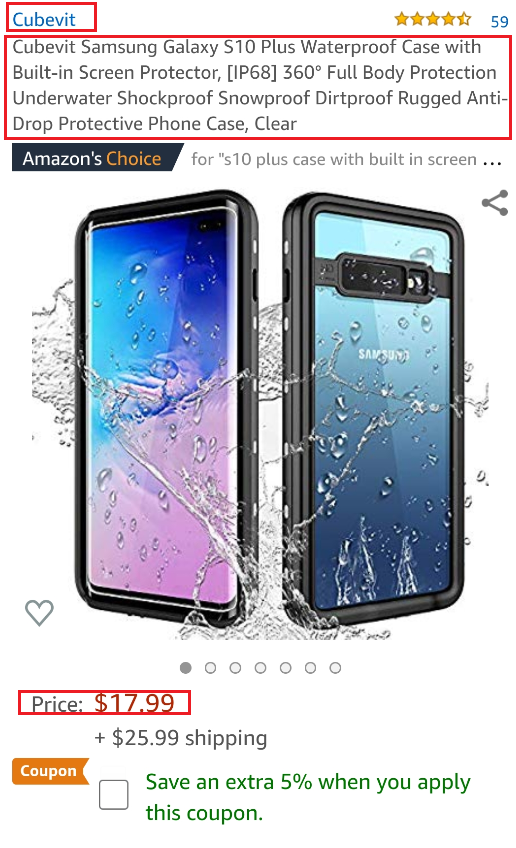 Cubevit 59
Cubevit Samsung Galaxy S10 Plus Waterproof Case with
Built-in Screen Protector, [IP68] 360° Full Body Protection
Underwater Shockproof Snowproof Dirtproof Rugged Anti-
Drop Protective Phone Case, Clear
Amazon's Choice for "s10 plus case with built in screen ...
SAMSUNG
Price: $17.99
+ $25.99 shipping
Coupon
Save an extra 5% when you apply
this coupon.